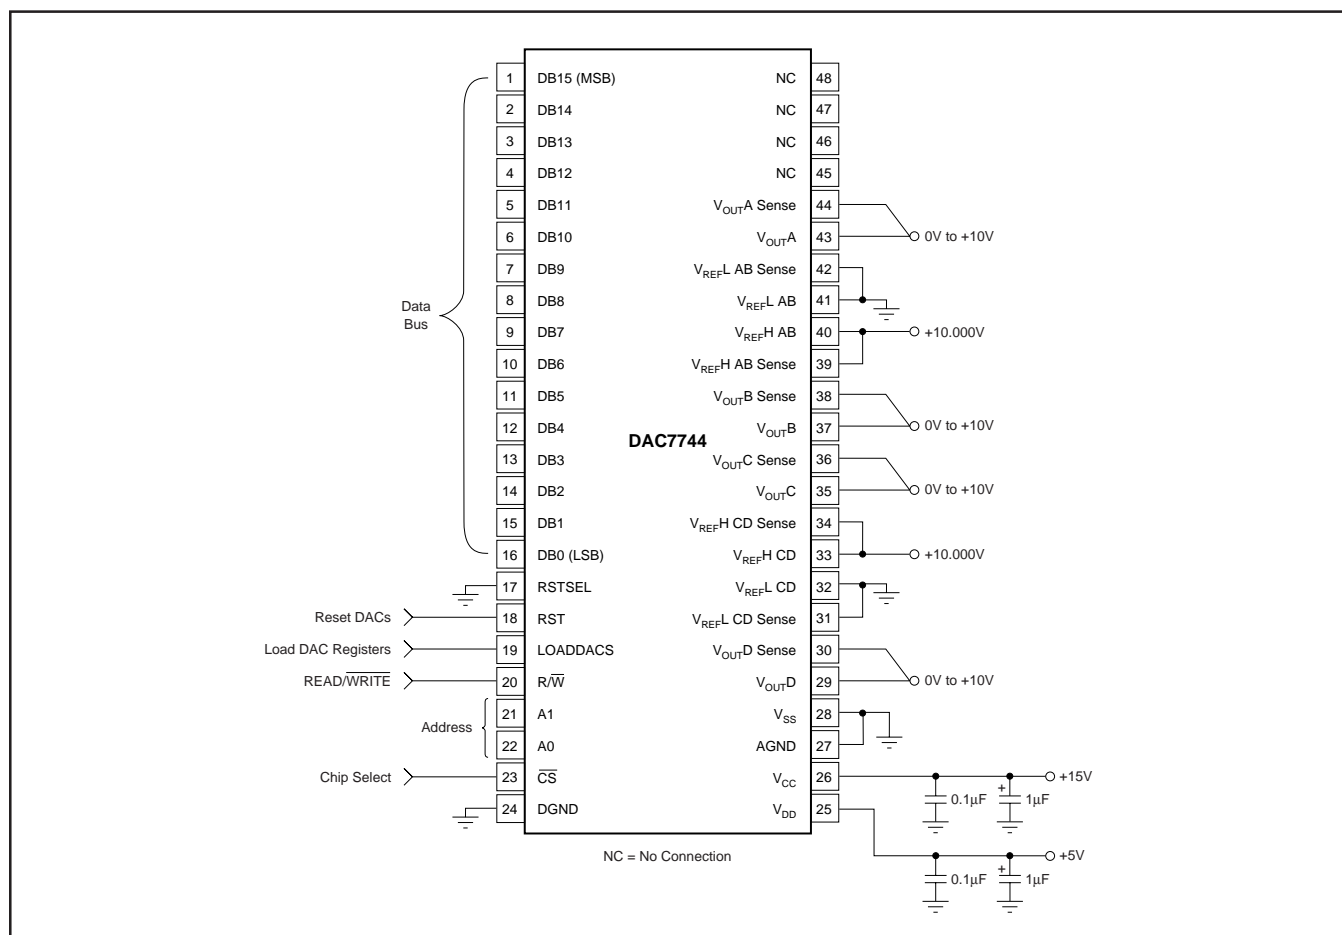 1 DB15 (MSB) NC 48
2 DB14 NC 47
3 DB13 NC 46
4 DB12 NC 45
5 DB11 VOUTA Sense 44
6 DB10 VOUTA 43 0V to +10V
7 DB9 VREFL AB Sense 42
8 DB8 VREFL AB 41
Data
Bus
9 DB7 VREFH AB 40 +10.000V
10 DB6 VREFH AB Sense 39
11 DB5 VOUTB Sense 38
12 DB4 VOUTB 37 0V to +10V
DAC7744
13 DB3 VOUTC Sense 36
14 DB2 VOUTC 35 0V to +10V
15 DB1 VREFH CD Sense 34
16 DB0 (LSB) VREFH CD 33 +10.000V
17 RSTSEL VREFL CD 32
Reset DACs 18 RST VREFL CD Sense 31
Load DAC Registers 19 LOADDACS VOUTD Sense 30
READ/WRITE 20 R/W VOUTD 29 0V to +10V
Address
21 A1 VSS 28
22 A0 AGND 27
Chip Select 23 CS VCC 26 +15V
0.1µF + 1µF
24 DGND VDD 25
NC = No Connection
+5V
0.1µF + 1µF